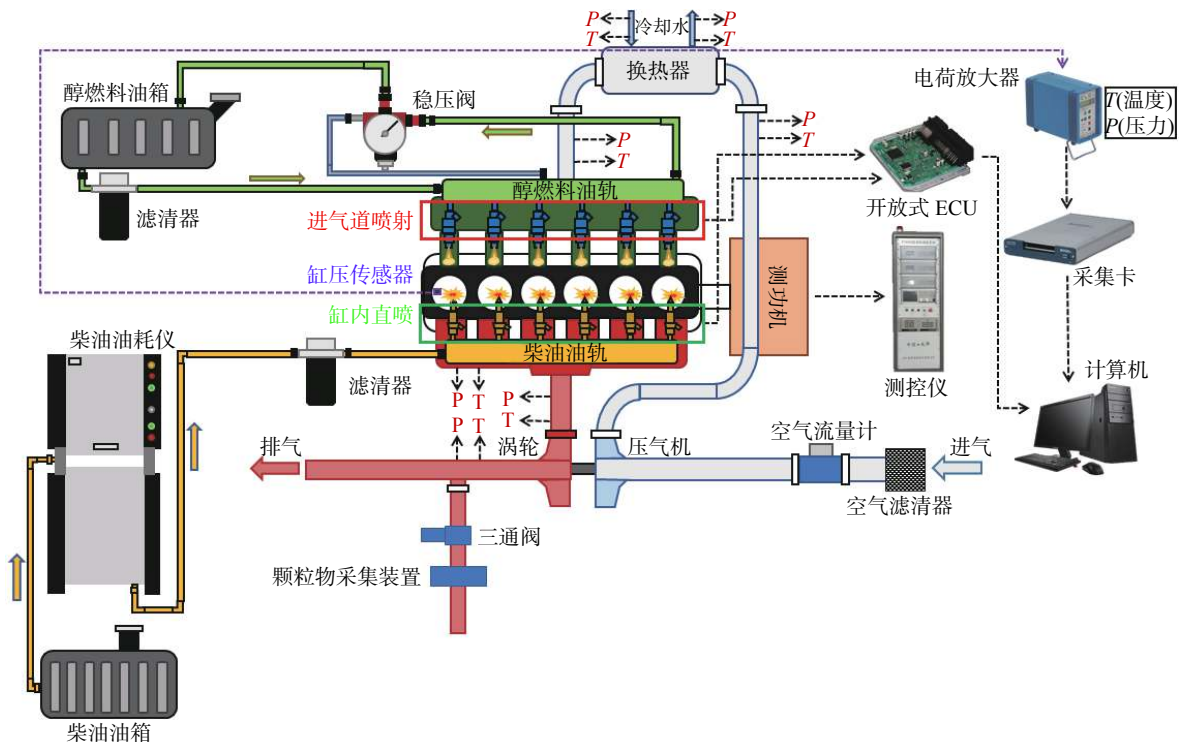 P
T
冷却水
P
T
换热器
电荷放大器
T(温度)
P(压力)
醇燃料油箱
稳压阀
P
T
P
T
滤清器
醇燃料油轨
进气道喷射
开放式 ECU
缸压传感器
测功机
采集卡
缸内直喷
柴油油耗仪
柴油油轨
滤清器
测控仪
计算机
P T
P T
P
T
排气
涡轮
压气机
空气流量计
进气
空气滤清器
三通阀
颗粒物采集装置
柴油油箱